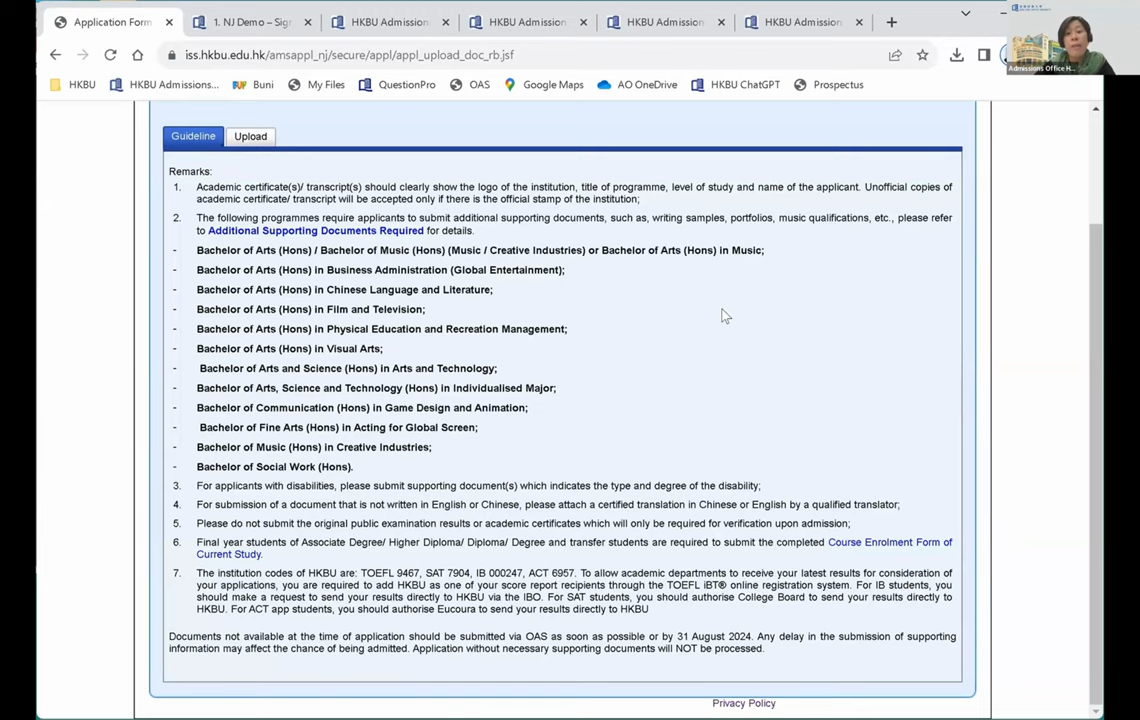 Application Form
1. NJ Demo – Sig
HKBU Admission
HKBU Admission
HKBU Admission
HKBU Admission
iss.hkbu.edu.hk/amsappl_nj/secure/appl/appl_upload_doc_rb.jsf
Admissions Office H...
HKBU
HKBU Admissions...
Buni
My Files
QuestionPro
OAS
Google Maps
AO OneDrive
HKBU ChatGPT
Prospectus
Guideline
Upload
Remarks:
1. Academic certificate(s)/ transcript(s) should clearly show the logo of the institution, title of programme, level of study and name of the applicant. Unofficial copies of
academic certificate/ transcript will be accepted only if there is the official stamp of the institution;
2. The following programmes require applicants to submit additional supporting documents, such as, writing samples, portfolios, music qualifications, etc., please refer
to Additional Supporting Documents Required for details.
- Bachelor of Arts (Hons) / Bachelor of Music (Hons) (Music / Creative Industries) or Bachelor of Arts (Hons) in Music;
- Bachelor of Arts (Hons) in Business Administration (Global Entertainment);
- Bachelor of Arts (Hons) in Chinese Language and Literature;
- Bachelor of Arts (Hons) in Film and Television;
- Bachelor of Arts (Hons) in Physical Education and Recreation Management;
- Bachelor of Arts (Hons) in Visual Arts;
- Bachelor of Arts and Science (Hons) in Arts and Technology;
- Bachelor of Arts, Science and Technology (Hons) in Individualised Major;
- Bachelor of Communication (Hons) in Game Design and Animation;
- Bachelor of Fine Arts (Hons) in Acting for Global Screen;
- Bachelor of Music (Hons) in Creative Industries;
- Bachelor of Social Work (Hons).
3. For applicants with disabilities, please submit supporting document(s) which indicates the type and degree of the disability;
4. For submission of a document that is not written in English or Chinese, please attach a certified translation in Chinese or English by a qualified translator;
5. Please do not submit the original public examination results or academic certificates which will only be required for verification upon admission;
6. Final year students of Associate Degree/ Higher Diploma/ Diploma/ Degree and transfer students are required to submit the completed Course Enrolment Form of
Current Study.
7. The institution codes of HKBU are: TOEFL 9467, SAT 7904, IB 000247, ACT 6957. To allow academic departments to receive your latest results for consideration of
your applications, you are required to add HKBU as one of your score report recipients through the TOEFL iBT® online registration system. For IB students, you
should make a request to send your results directly to HKBU via the IBO. For SAT students, you should authorise College Board to send your results directly to
HKBU. For ACT app students, you should authorise Eucoura to send your results directly to HKBU
Documents not available at the time of application should be submitted via OAS as soon as possible or by 31 August 2024. Any delay in the submission of supporting
information may affect the chance of being admitted. Application without necessary supporting documents will NOT be processed.
Privacy Policy